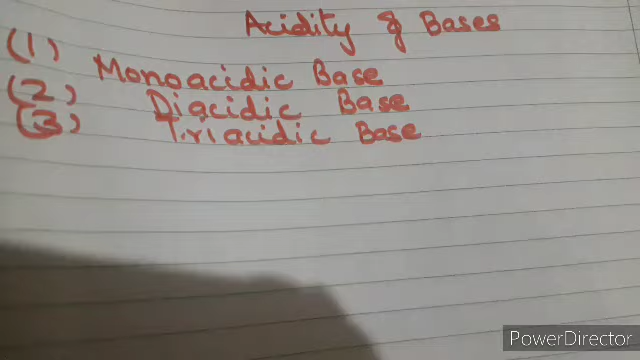 Acidity of Bases
(1) Monoacidic Base
(2) Diacidic Base
(3) Triacidic Base
PowerDirector